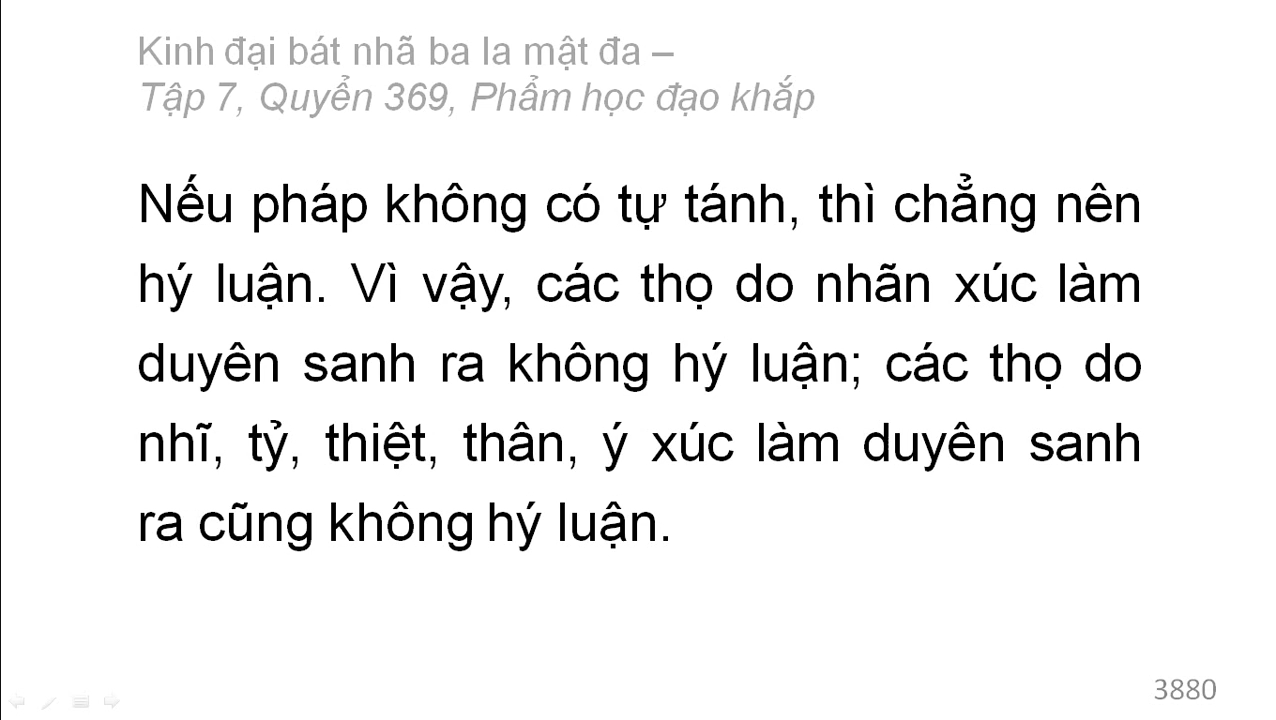 Kinh đại bát nhã ba la mật đa –
Tập 7, Quyển 369, Phẩm học đạo khắp
Nếu pháp không có tự tánh, thì chẳng nên
hý luận. Vì vậy, các thọ do nhãn xúc làm
duyên sanh ra không hý luận; các thọ do
nhĩ, tỷ, thiệt, thân, ý xúc làm duyên sanh
ra cũng không hý luận.
3880